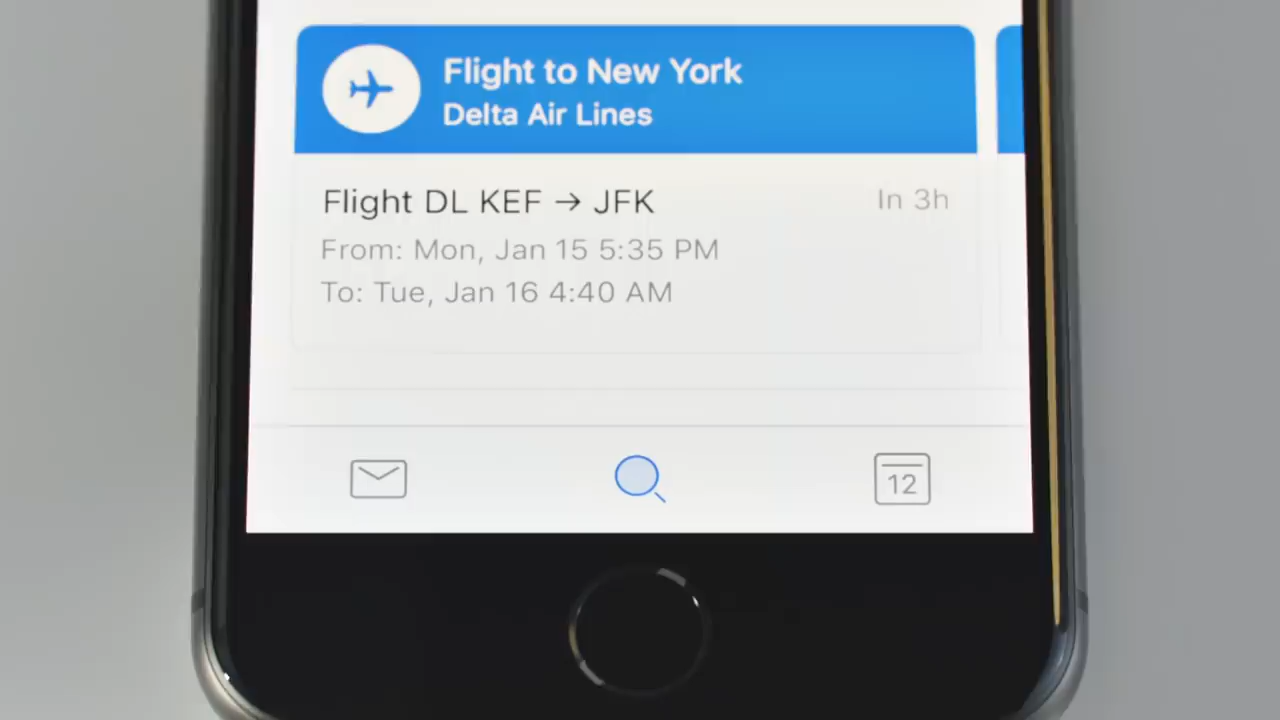 Flight to New York
Delta Air Lines
Flight DL KEF → JFK
In 3h
From: Mon, Jan 15 5:35 PM
To: Tue, Jan 16 4:40 AM
12